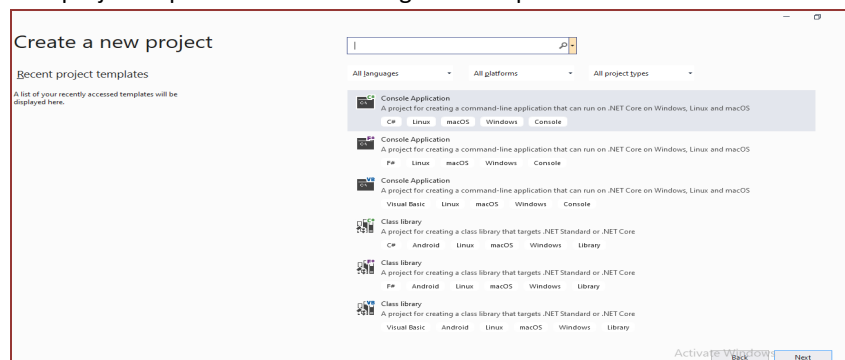 Create a new project
Recent project templates
A list of your recently accessed templates will be
displayed here.
All languages All platforms All project types
Console Application
A project for creating a command-line application that can run on .NET Core on Windows, Linux and macOS
C# Linux macOS Windows Console
Console Application
A project for creating a command-line application that can run on .NET Core on Windows, Linux and macOS
F# Linux macOS Windows Console
Console Application
A project for creating a command-line application that can run on .NET Core on Windows, Linux and macOS
Visual Basic Linux macOS Windows Console
Class library
A project for creating a class library that targets .NET Standard or .NET Core
C# Android Linux macOS Windows Library
Class library
A project for creating a class library that targets .NET Standard or .NET Core
F# Android Linux macOS Windows Library
Class library
A project for creating a class library that targets .NET Standard or .NET Core
Visual Basic Android Linux macOS Windows Library
Activate Windows
Back Next